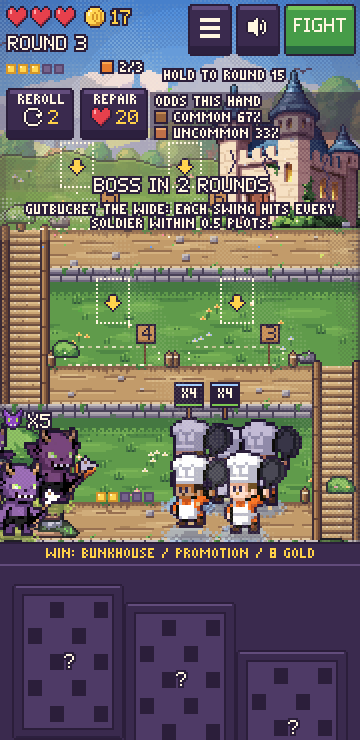 17
FIGHT
ROUND 3
2/3
HOLD TO ROUND 15
REROLL
2
REPAIR
20
ODDS THIS HAND
COMMON 67%
UNCOMMON 33%
BOSS IN 2 ROUNDS
GUTBUCKET THE WIDE: EACH SWING HITS EVERY
SOLDIER WITHIN 0.5 PLOTS.
4
3
X4
X4
X5
WIN: BUNKHOUSE / PROMOTION / 8 GOLD
?
?
?